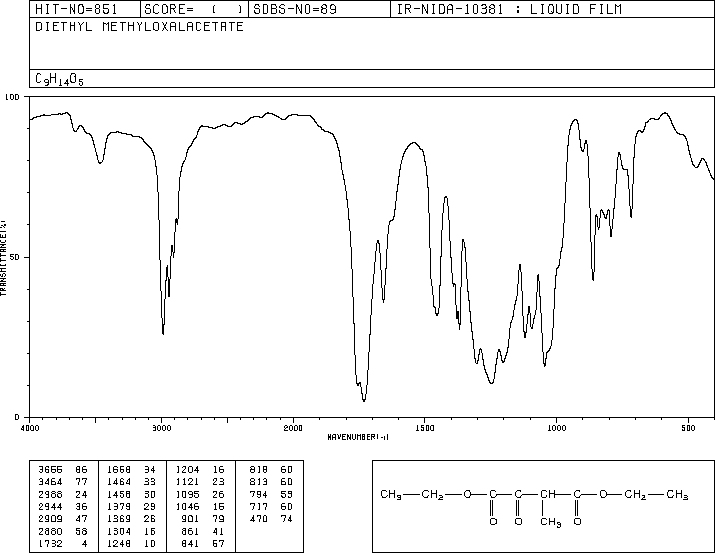 HIT-NO=851 SCORE= ( ) SDBS-NO=89 IR-NIDA-10381 : LIQUID FILM
DIETHYL METHYLOXALACETATE
C9H14O5
100
50
0
TRANSMITTANCE(%)
4000 3000 2000 1500 1000 500
WAVENUMBER(-1)
3655 86 1658 34 1204 16 818 60
3464 77 1464 33 1121 23 813 60
2988 24 1458 30 1095 26 794 59
2944 36 1379 29 1046 15 717 60
2909 47 1369 26 901 79 470 74
2880 58 1304 16 861 41
1732 4 1248 10 841 57
CH3—CH2—O—C—C—CH—C—O—CH2—CH3
O O CH3 O